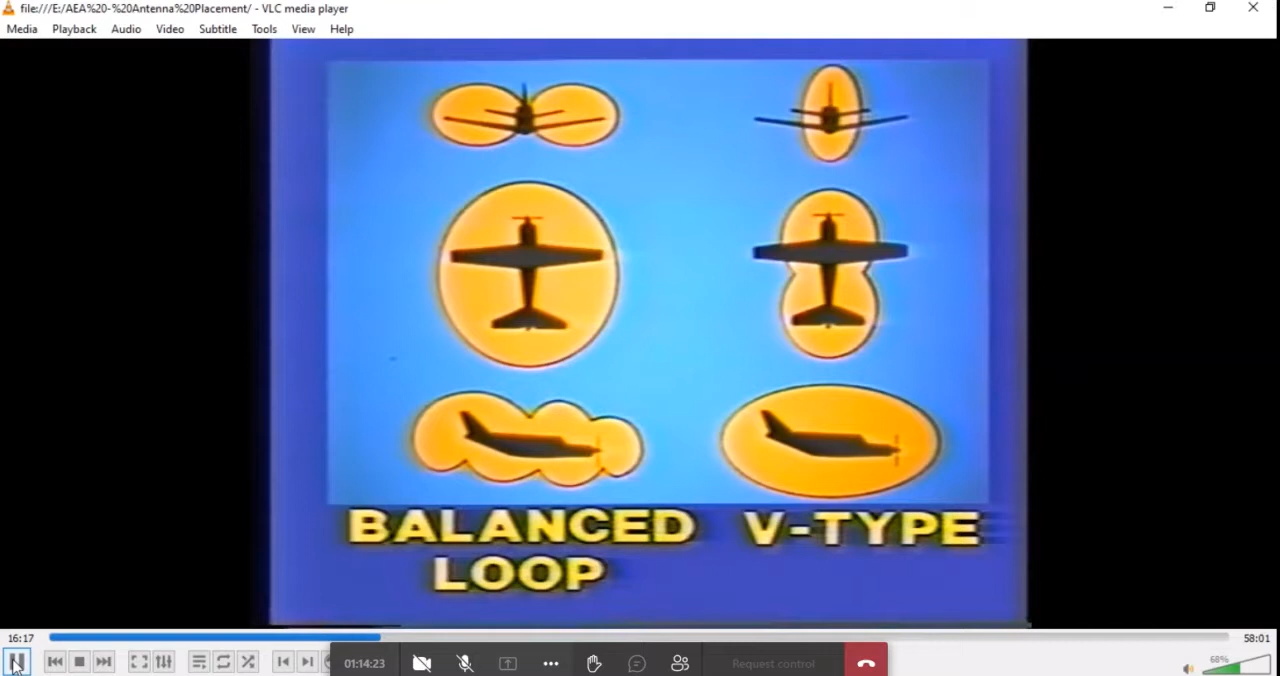 file:///E:/AEA%20-%20Antenna%20Placement/ - VLC media player
Media Playback Audio Video Subtitle Tools View Help
BALANCED V-TYPE
LOOP
16:17 58:01
01:14:23 Request control 68%